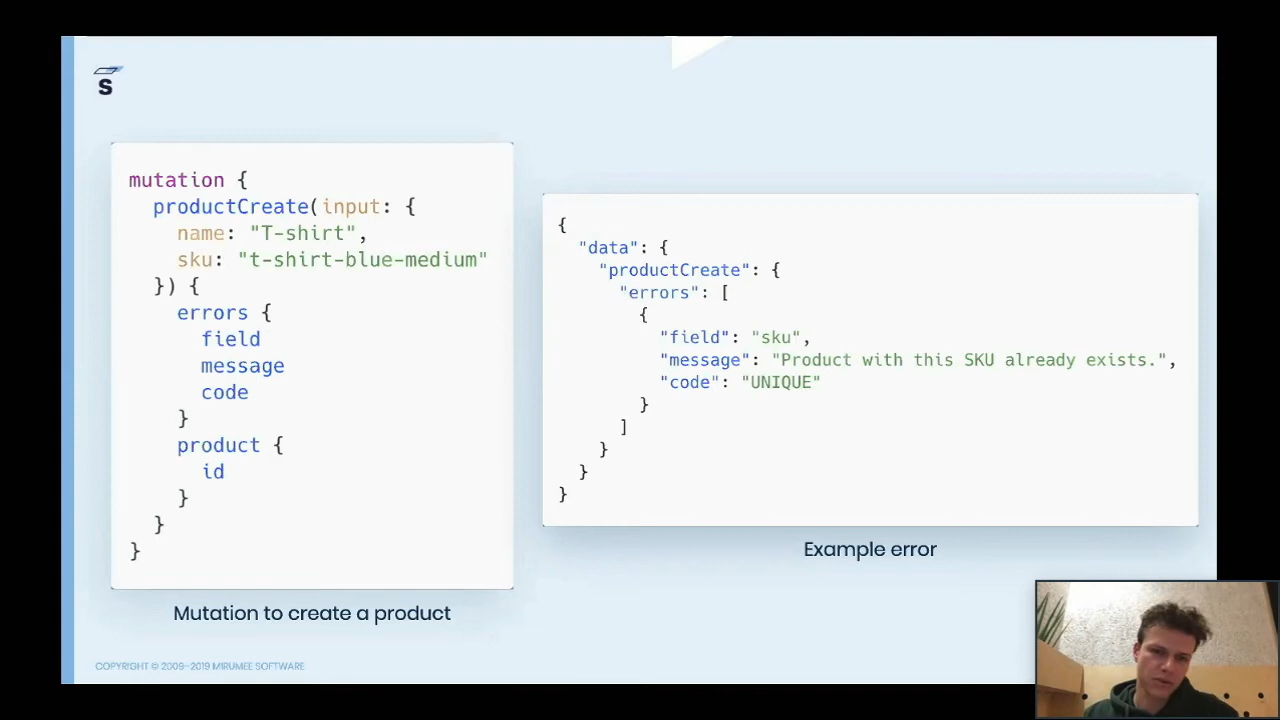 S
mutation {
  productCreate(input: {
    name: "T-shirt",
    sku: "t-shirt-blue-medium"
  }) {
    errors {
      field
      message
      code
    }
    product {
      id
    }
  }
}
Mutation to create a product
{
  "data": {
    "productCreate": {
      "errors": [
        {
          "field": "sku",
          "message": "Product with this SKU already exists.",
          "code": "UNIQUE"
        }
      ]
    }
  }
}
Example error
COPYRIGHT © 2009–2019 MIRUMEE SOFTWARE